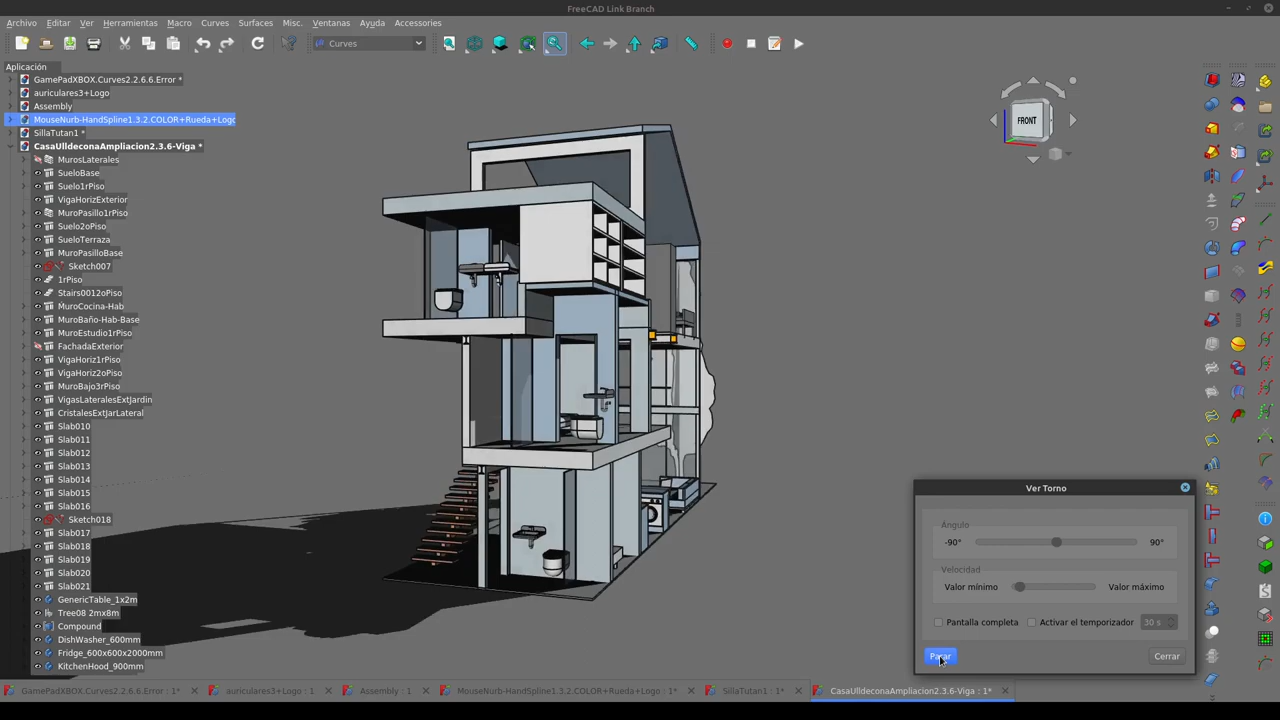 FreeCAD Link Branch
Archivo Editar Ver Herramientas Macro Curves Surfaces Misc. Ventanas Ayuda Accessories
Curves
Aplicación
GamePadXBOX.Curves2.2.6.6.Error *
auriculares3+Logo
Assembly
MouseNurb-HandSpline1.3.2.COLOR+Rueda+Logo
SillaTutan1 *
CasaUlldeconaAmpliacion2.3.6-Viga *
MurosLaterales
SueloBase
Suelo1rPiso
VigaHorizExterior
MuroPasillo1rPiso
Suelo2oPiso
SueloTerraza
MuroPasilloBase
Sketch007
1rPiso
Stairs0012oPiso
MuroCocina-Hab
MuroBaño-Hab-Base
MuroEstudio1rPiso
FachadaExterior
VigaHoriz1rPiso
VigaHoriz2oPiso
MuroBajo3rPiso
VigasLateralesExtJardin
CristalesExtJarLateral
Slab010
Slab011
Slab012
Slab013
Slab014
Slab015
Slab016
Sketch018
Slab017
Slab018
Slab019
Slab020
Slab021
GenericTable_1x2m
Tree08 2mx8m
Compound
DishWasher_600mm
Fridge_600x600x2000mm
KitchenHood_900mm
FRONT
Ver Torno
Ángulo
-90° 90°
Velocidad
Valor mínimo Valor máximo
Pantalla completa Activar el temporizador 30 s
Parar Cerrar
GamePadXBOX.Curves2.2.6.6.Error : 1* auriculares3+Logo : 1 Assembly : 1 MouseNurb-HandSpline1.3.2.COLOR+Rueda+Logo : 1* SillaTutan1 : 1* CasaUlldeconaAmpliacion2.3.6-Viga : 1*